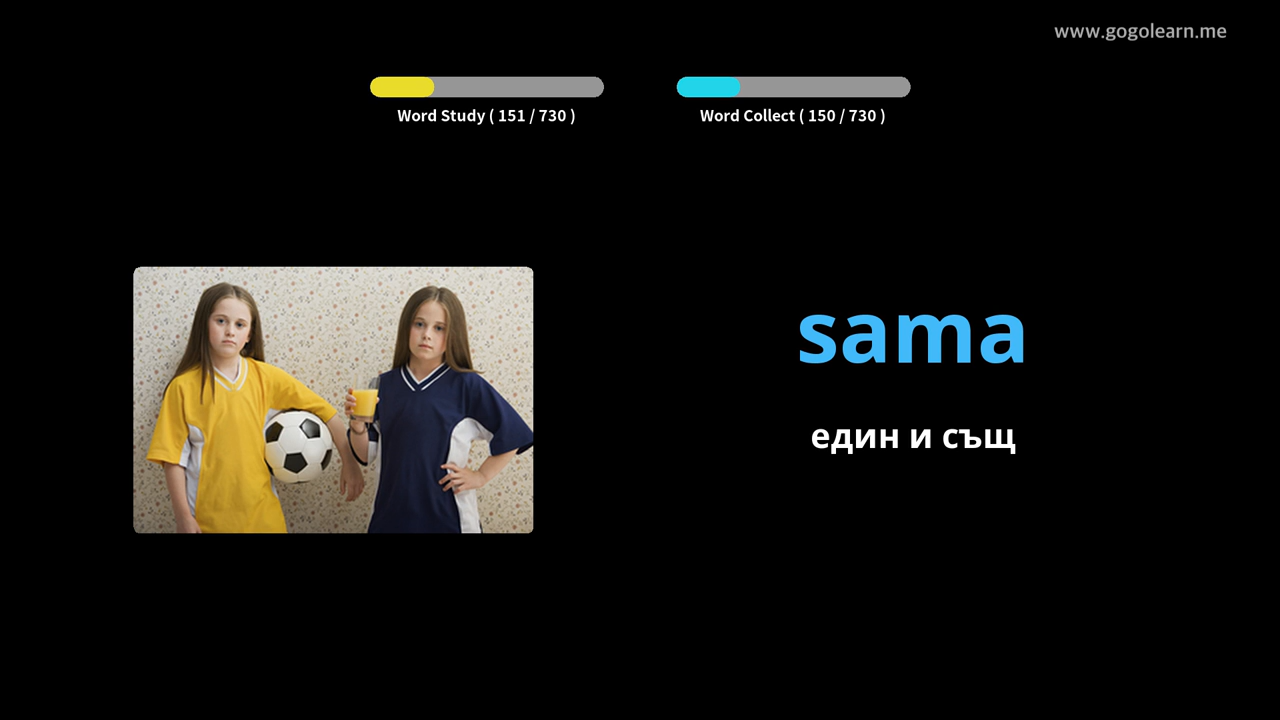 www.gogolearn.me
Word Study ( 151 / 730 )
Word Collect ( 150 / 730 )
sama
един и същ